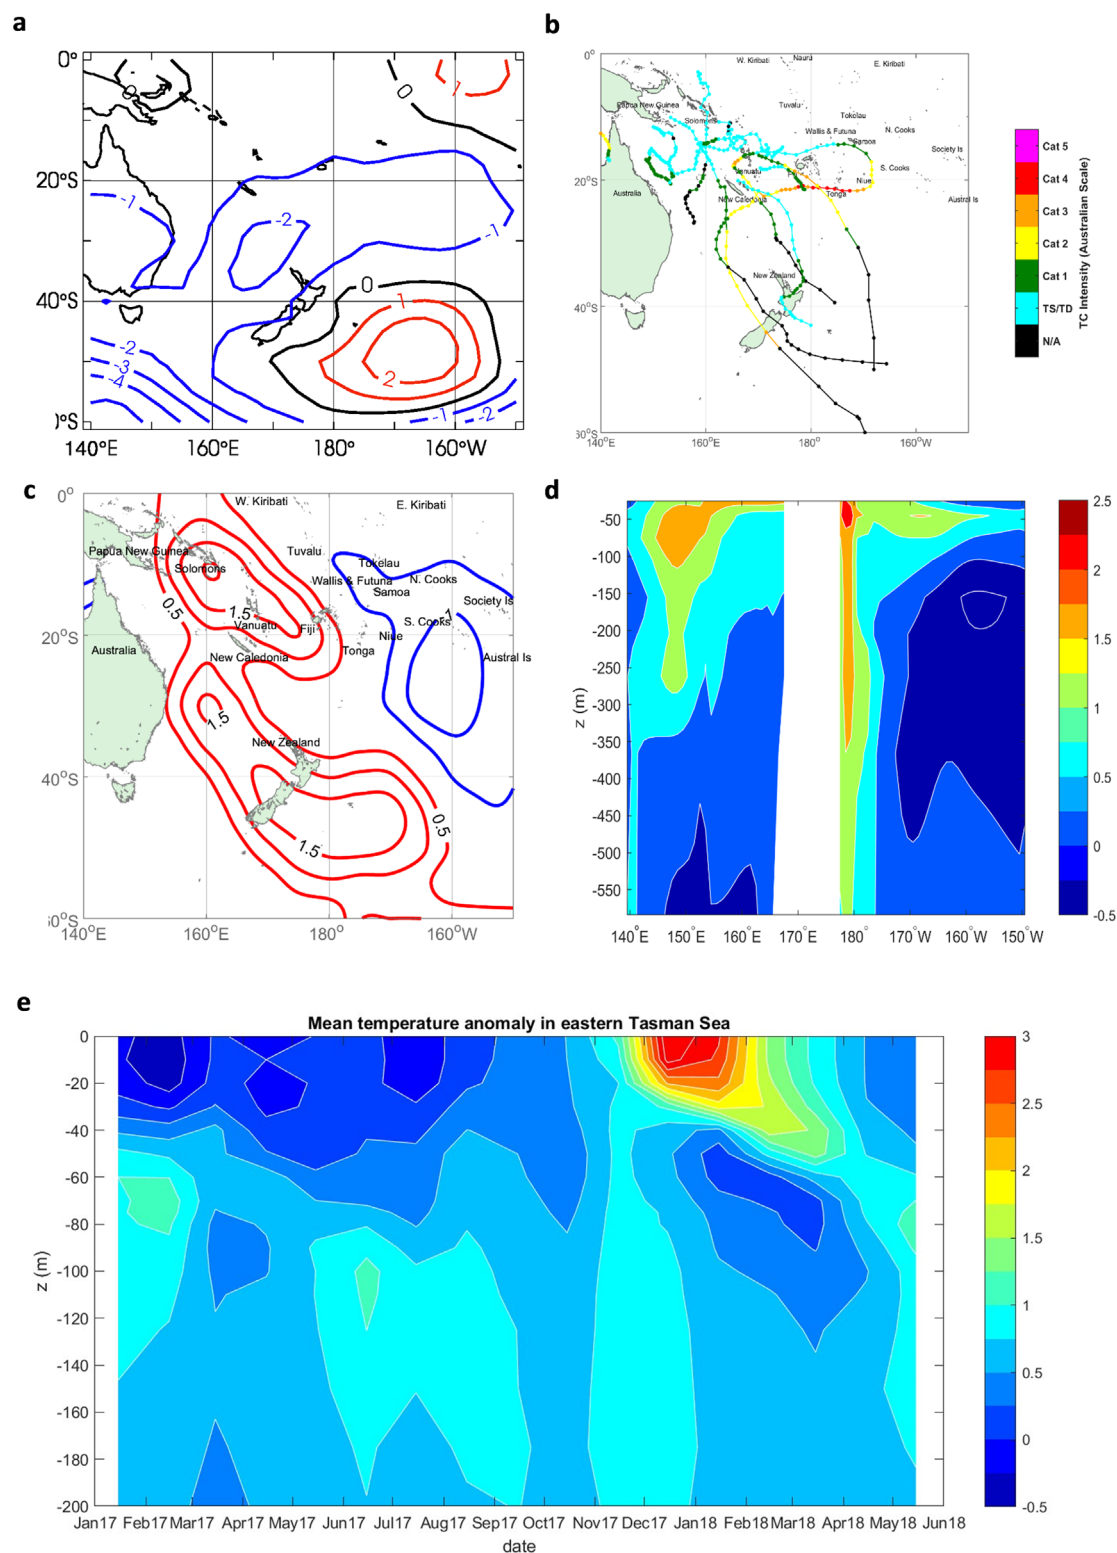 a
0°
20°S
40°S
)°S
140°E
160°E
180°
160°W
0
0
1
-1
-2
-1
0
1
2
-2
-3
-4
-1
-2
b
0°
20°S
40°S
30°S
140°E
160°E
180°
160°W
W. Kiribati
Nauru
E. Kiribati
Papua New Guinea
Tuvalu
Solomons
Tokelau
Wallis & Futuna
N. Cooks
Samoa
Society Is
Vanuatu
Fiji
S. Cooks
Niue
Australia
New Caledonia
Tonga
Austral Is
New Zealand
Cat 5
Cat 4
Cat 3
Cat 2
Cat 1
TS/TD
N/A
TC Intensity (Australian Scale)
c
0°
20°S
40°S
30°S
140°E
160°E
180°
160°W
W. Kiribati
E. Kiribati
Papua New Guinea
Tuvalu
Solomons
Tokelau
Wallis & Futuna
N. Cooks
Samoa
Society Is
0.5
1.5
-1
Vanuatu
Fiji
S. Cooks
Niue
Australia
New Caledonia
Tonga
Austral Is
1.5
New Zealand
0.5
1.5
d
-50
-100
-150
-200
-250
-300
-350
-400
-450
-500
-550
z (m)
140°E
150°E
160°E
170°E
180°
170°W
160°W
150°W
2.5
2
1.5
1
0.5
0
-0.5
e
Mean temperature anomaly in eastern Tasman Sea
0
-20
-40
-60
-80
-100
-120
-140
-160
-180
-200
z (m)
Jan17
Feb17
Mar17
Apr17
May17
Jun17
Jul17
Aug17
Sep17
Oct17
Nov17
Dec17
Jan18
Feb18
Mar18
Apr18
May18
Jun18
date
3
2.5
2
1.5
1
0.5
0
-0.5